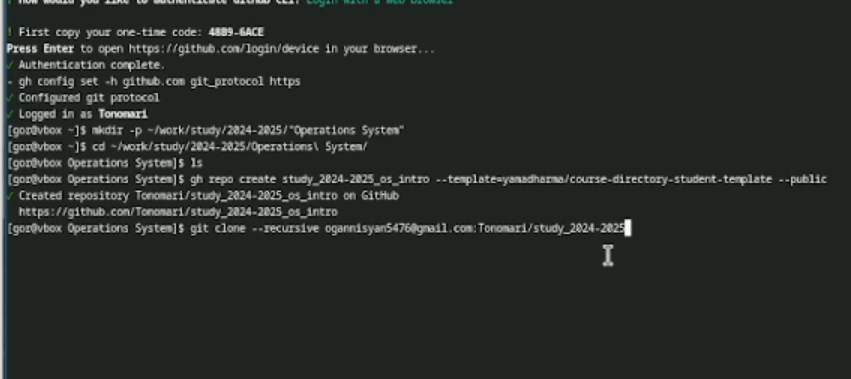 How would you like to authenticate GitHub CLI? Login with a web browser
! First copy your one-time code: 48B9-6ACE
Press Enter to open https://github.com/login/device in your browser...
✓ Authentication complete.
- gh config set -h github.com git_protocol https
✓ Configured git protocol
✓ Logged in as Tonomari
[gor@vbox ~]$ mkdir -p ~/work/study/2024-2025/"Operations System"
[gor@vbox ~]$ cd ~/work/study/2024-2025/Operations\ System/
[gor@vbox Operations System]$ ls
[gor@vbox Operations System]$ gh repo create study_2024-2025_os_intro --template=yamadharma/course-directory-student-template --public
✓ Created repository Tonomari/study_2024-2025_os_intro on GitHub
https://github.com/Tonomari/study_2024-2025_os_intro
[gor@vbox Operations System]$ git clone --recursive ogannisyan5476@gmail.com:Tonomari/study_2024-2025